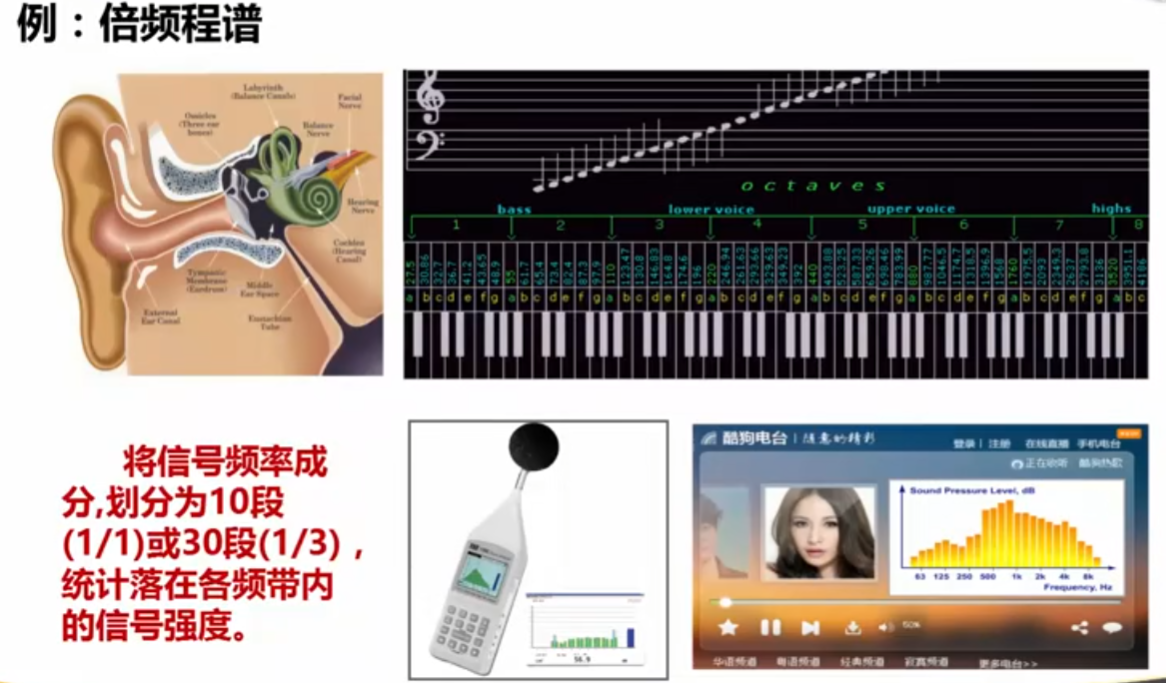 例：倍频程谱
Labyrinth
(Balance Canals)
Facial
Nerve
Ossicles
(Three ear
bones)
Balance
Nerve
Hearing
Nerve
Cochlea
(Hearing
Canal)
Tympanic
Membrane
(Eardrum)
Middle
Ear Space
External
Ear Canal
Eustachian
Tube
octaves
bass lower voice upper voice highs
1 2 3 4 5 6 7 8
a b c d e f g a b c d e f g a b c d e f g a b c d e f g a b c d e f g a b c d e f g a b c d e f g a b c
将信号频率成
分,划分为10段
(1/1)或30段(1/3)，
统计落在各频带内
的信号强度。
酷狗电台 | 随意的精彩
登录 | 注册 在线直播 手机电台
正在收听 酷狗热歌
Sound Pressure Level, dB
63 125 250 500 1k 2k 4k 8k
Frequency, Hz
50%
华语频道 粤语频道 经典频道 寂寞频道 更多电台>>